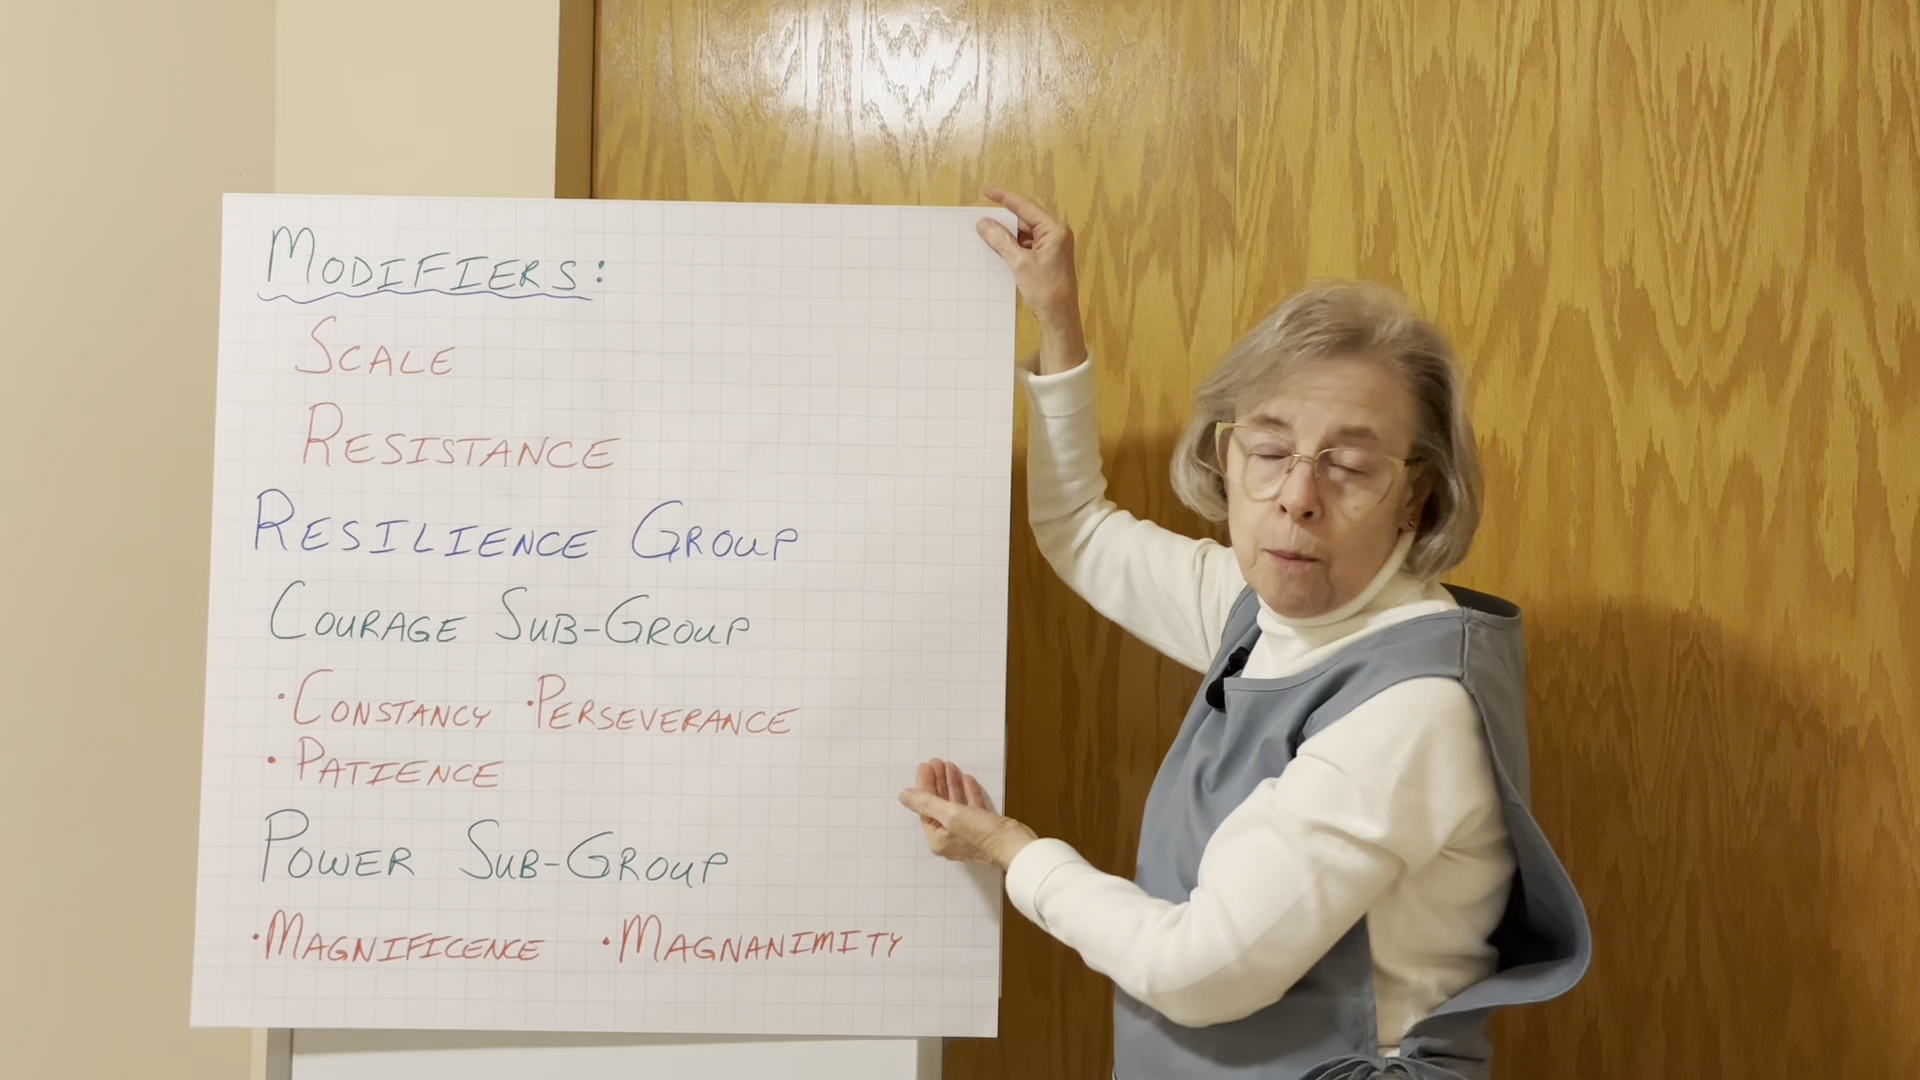 MODIFIERS:
SCALE
RESISTANCE
RESILIENCE GROUP
COURAGE SUB-GROUP
• CONSTANCY • PERSEVERANCE
• PATIENCE
POWER SUB-GROUP
• MAGNIFICENCE • MAGNANIMITY